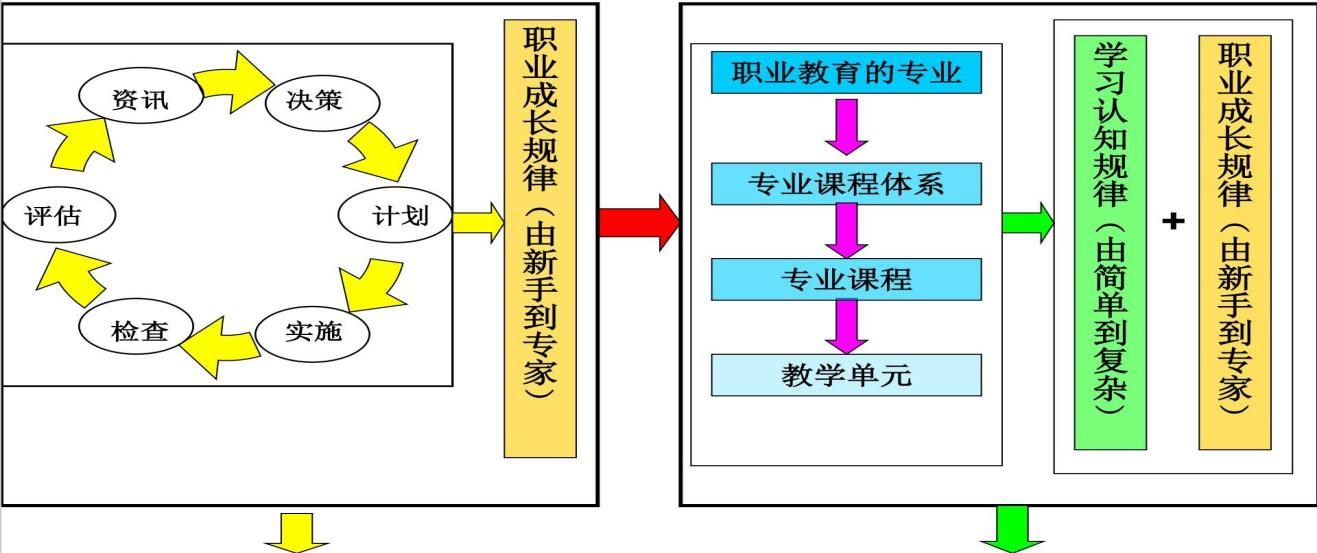 资讯
决策
计划
实施
检查
评估
职业成长规律（由新手到专家）
职业教育的专业
专业课程体系
专业课程
教学单元
学习认知规律（由简单到复杂）
+
职业成长规律（由新手到专家）